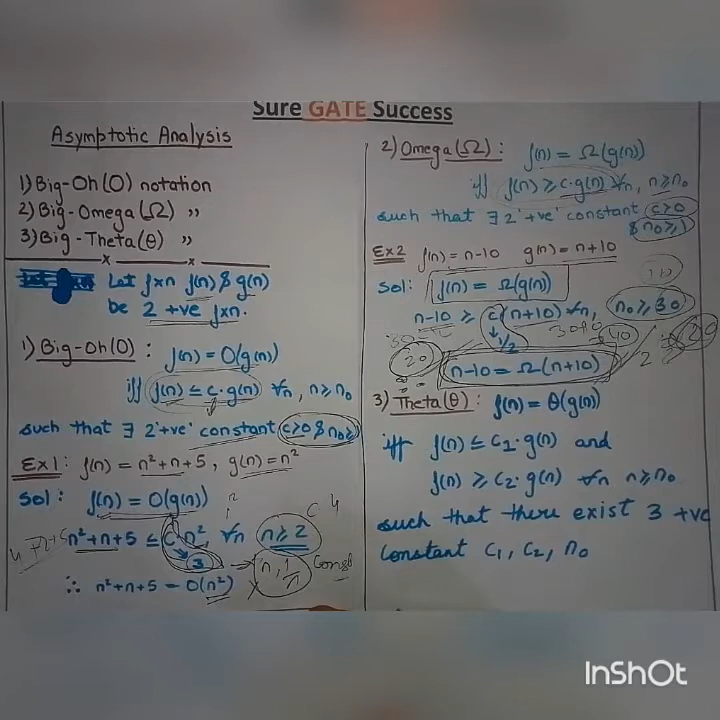 Sure GATE Success
Asymptotic Analysis
1) Big-Oh(O) notation
2) Big-Omega(Ω) ,,
3) Big-Theta(θ) ,,
Let fxn f(n) & g(n)
be 2 +ve fxn.
1) Big-Oh(O) : f(n) = O(g(n))
iff f(n) ≤ c·g(n) ∀n, n≥n₀
such that ∃ 2 '+ve' constant c>0 & n₀≥1
Ex1: f(n) = n²+n+5, g(n) = n²
Sol: f(n) = O(g(n))
n²+n+5 ≤ c·n², ∀n n≥2
3
∴ n²+n+5 = O(n²)
2) Omega(Ω) : f(n) = Ω(g(n))
iff f(n) ≥ c·g(n) ∀n, n≥n₀
such that ∃ 2 '+ve' constant c>0
& n₀≥1
Ex2 f(n) = n-10 g(n) = n+10
Sol: f(n) = Ω(g(n))
n-10 ≥ c(n+10) ∀n, n₀≥30
1/2
n-10 = Ω(n+10)
3) Theta(θ) : f(n) = θ(g(n))
iff f(n) ≤ c₁·g(n) and
f(n) ≥ c₂·g(n) ∀n n≥n₀
such that there exist 3 +ve
constant c₁, c₂, n₀
InShOt